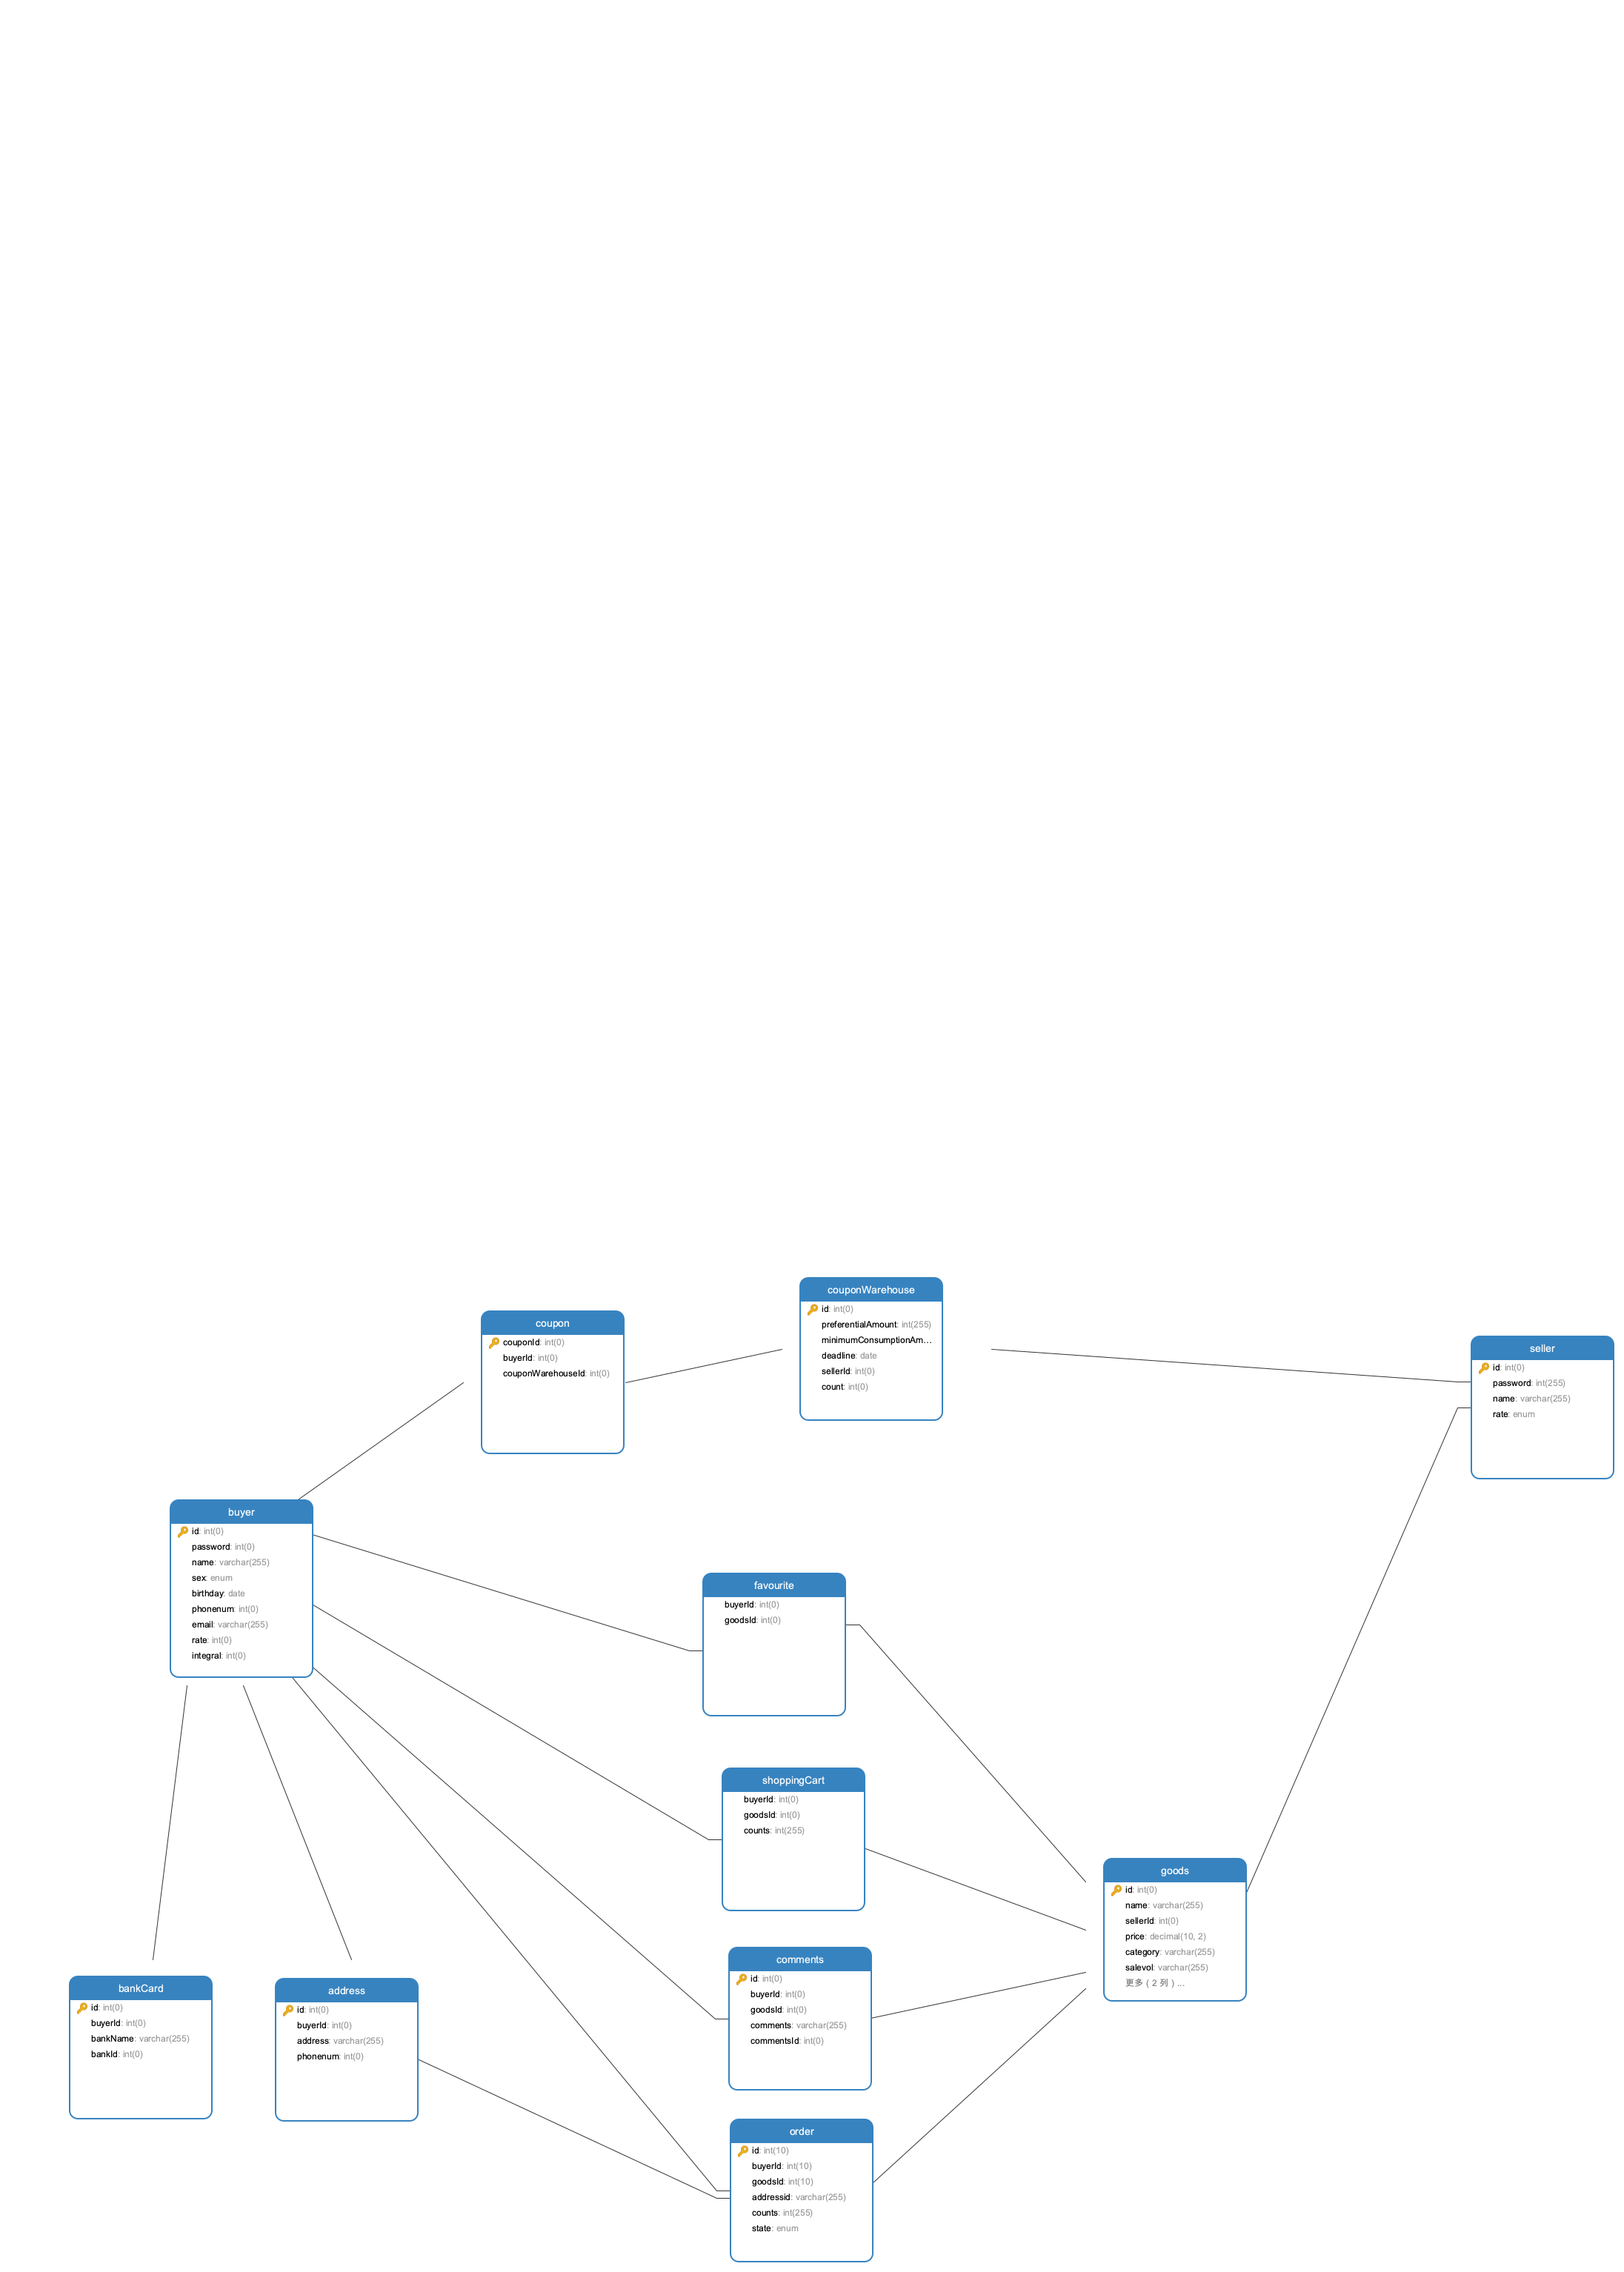 couponWarehouse
id: int(0)
preferentialAmount: int(255)
minimumConsumptionAm...
deadline: date
sellerId: int(0)
count: int(0)
coupon
couponId: int(0)
buyerId: int(0)
couponWarehouseId: int(0)
seller
id: int(0)
password: int(255)
name: varchar(255)
rate: enum
buyer
id: int(0)
password: int(0)
name: varchar(255)
sex: enum
birthday: date
phonenum: int(0)
email: varchar(255)
rate: int(0)
integral: int(0)
favourite
buyerId: int(0)
goodsId: int(0)
shoppingCart
buyerId: int(0)
goodsId: int(0)
counts: int(255)
goods
id: int(0)
name: varchar(255)
sellerId: int(0)
price: decimal(10, 2)
category: varchar(255)
salevol: varchar(255)
更多 ( 2 列 ) ...
comments
id: int(0)
buyerId: int(0)
goodsId: int(0)
comments: varchar(255)
commentsId: int(0)
bankCard
id: int(0)
buyerId: int(0)
bankName: varchar(255)
bankId: int(0)
address
id: int(0)
buyerId: int(0)
address: varchar(255)
phonenum: int(0)
order
id: int(10)
buyerId: int(10)
goodsId: int(10)
addressid: varchar(255)
counts: int(255)
state: enum